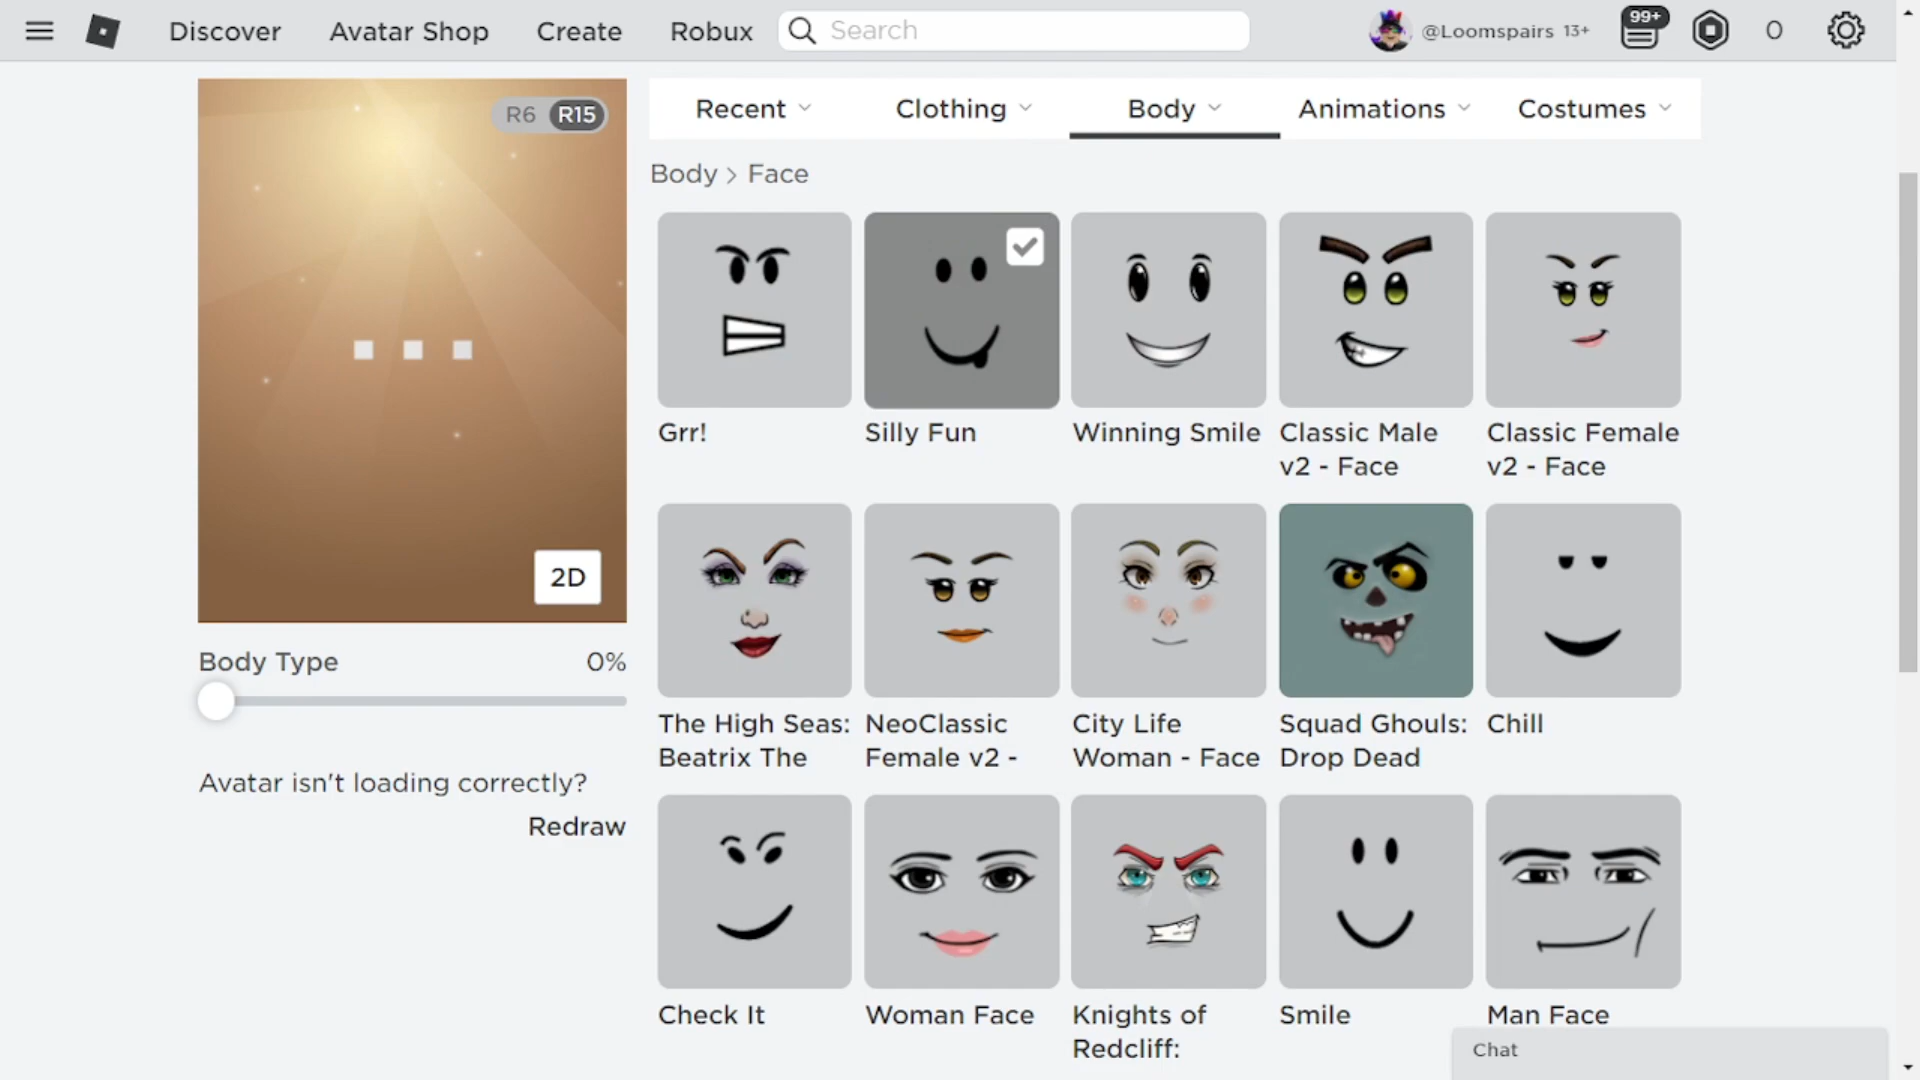 Discover
Avatar Shop
Create
Robux
Search
@Loomspairs 13+
99+
0
R6 R15
Recent
Clothing
Body
Animations
Costumes
Body > Face
Grr!
Silly Fun
Winning Smile
Classic Male
v2 - Face
Classic Female
v2 - Face
2D
Body Type
0%
The High Seas:
Beatrix The
NeoClassic
Female v2 -
City Life
Woman - Face
Squad Ghouls:
Drop Dead
Chill
Avatar isn't loading correctly?
Redraw
Check It
Woman Face
Knights of
Redcliff:
Smile
Man Face
Chat